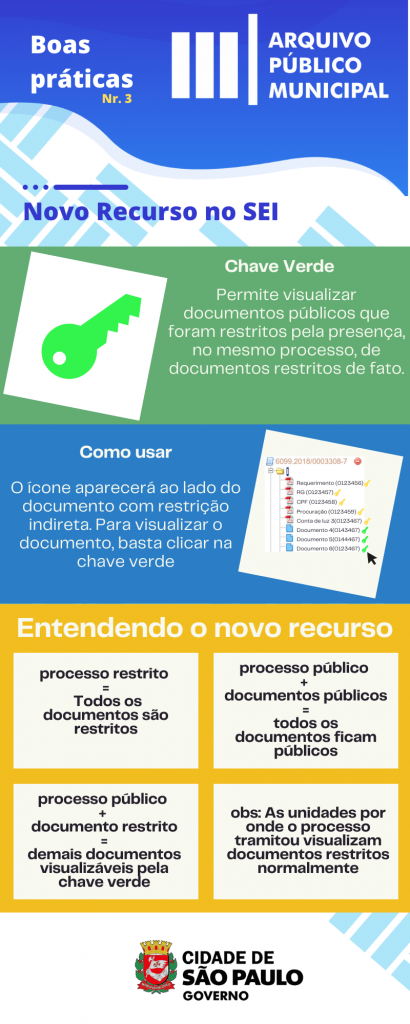 Boas
práticas
Nr. 3
ARQUIVO
PÚBLICO
MUNICIPAL
Novo Recurso no SEI
Chave Verde
Permite visualizar
documentos públicos que
foram restritos pela presença,
no mesmo processo, de
documentos restritos de fato.
Como usar
O ícone aparecerá ao lado do
documento com restrição
indireta. Para visualizar o
documento, basta clicar na
chave verde
6099.2018/0003308-7
I
Requerimento (0123456)
RG (0123457)
CPF (0123458)
Procuração (0123459)
Conta de luz 3(0123467)
Documento 4(0143467)
Documento 5(0144467)
Documento 6(0123467)
Entendendo o novo recurso
processo restrito
=
Todos os
documentos são
restritos
processo público
+
documentos públicos
=
todos os
documentos ficam
públicos
processo público
+
documento restrito
=
demais documentos
visualizáveis pela
chave verde
obs: As unidades por
onde o processo
tramitou visualizam
documentos restritos
normalmente
CIDADE DE
SÃO PAULO
GOVERNO